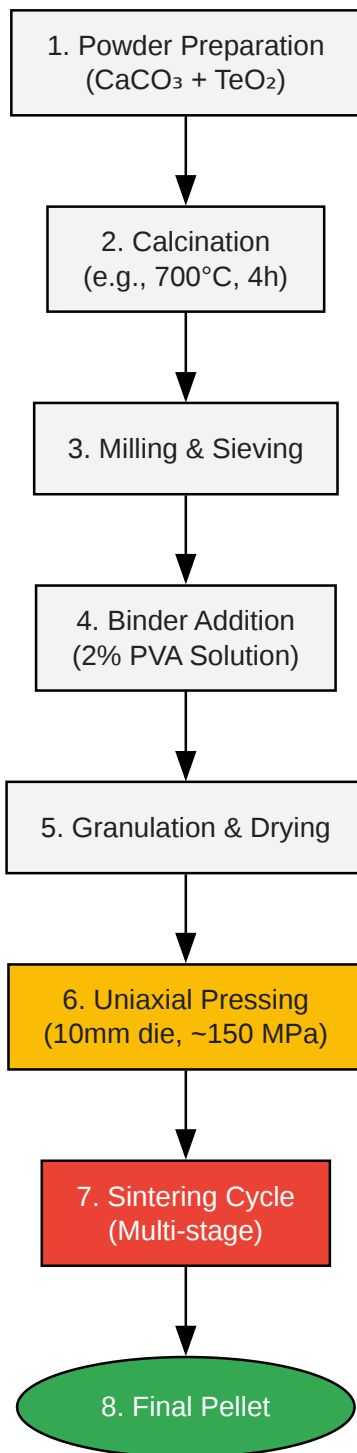 1. Powder Preparation
(CaCO₃ + TeO₂)
2. Calcination
(e.g., 700°C, 4h)
3. Milling & Sieving
4. Binder Addition
(2% PVA Solution)
5. Granulation & Drying
6. Uniaxial Pressing
(10mm die, ~150 MPa)
7. Sintering Cycle
(Multi-stage)
8. Final Pellet